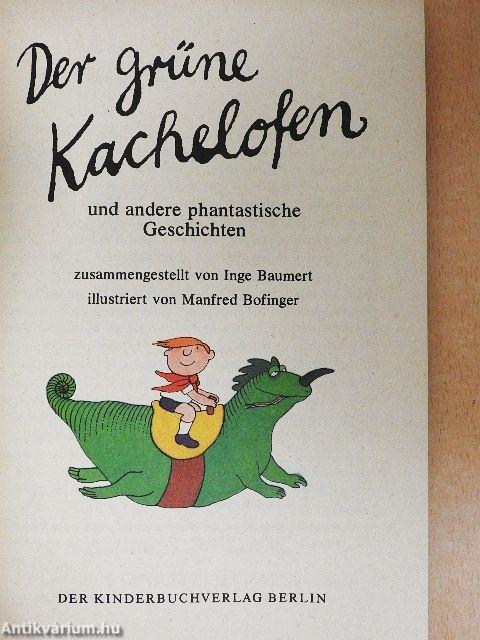 Der grüne
Kachelofen
und andere phantastische
Geschichten
zusammengestellt von Inge Baumert
illustriert von Manfred Bofinger
DER KINDERBUCHVERLAG BERLIN
Antikvárium.hu